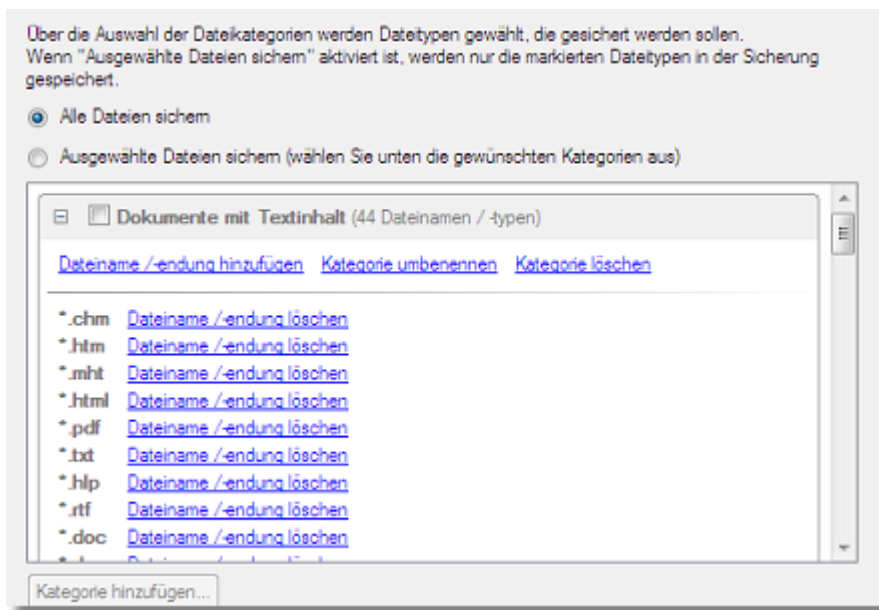 Über die Auswahl der Dateikategorien werden Dateitypen gewählt, die gesichert werden sollen.
Wenn "Ausgewählte Dateien sichern" aktiviert ist, werden nur die markierten Dateitypen in der Sicherung
gespeichert.
Alle Dateien sichern
Ausgewählte Dateien sichern (wählen Sie unten die gewünschten Kategorien aus)
Dokumente mit Textinhalt (44 Dateinamen / -typen)
Dateiname /-endung hinzufügen Kategorie umbenennen Kategorie löschen
*.chm Dateiname /-endung löschen
*.htm Dateiname /-endung löschen
*.mht Dateiname /-endung löschen
*.html Dateiname /-endung löschen
*.pdf Dateiname /-endung löschen
*.txt Dateiname /-endung löschen
*.hlp Dateiname /-endung löschen
*.rtf Dateiname /-endung löschen
*.doc Dateiname /-endung löschen
Kategorie hinzufügen...